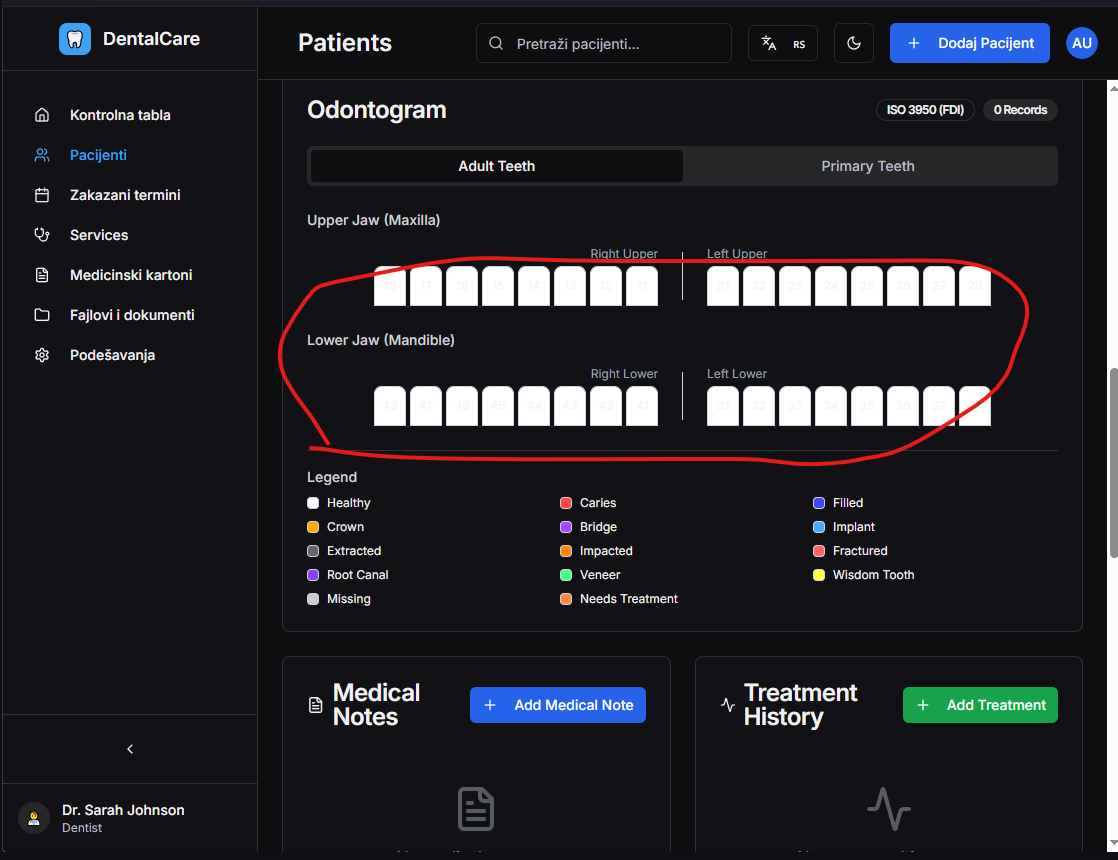 DentalCare
Patients
Pretraži pacijenti...
RS
Dodaj Pacijent
AU
Kontrolna tabla
Pacijenti
Zakazani termini
Services
Medicinski kartoni
Fajlovi i dokumenti
Podešavanja
Dr. Sarah Johnson
Dentist
Odontogram
ISO 3950 (FDI)
0 Records
Adult Teeth
Primary Teeth
Upper Jaw (Maxilla)
Right Upper
Left Upper
18 17 16 15 14 13 12 11 21 22 23 24 25 26 27 28
Lower Jaw (Mandible)
Right Lower
Left Lower
48 47 46 45 44 43 42 41 31 32 33 34 35 36 37
Legend
Healthy
Caries
Filled
Crown
Bridge
Implant
Extracted
Impacted
Fractured
Root Canal
Veneer
Wisdom Tooth
Missing
Needs Treatment
Medical
Notes
Add Medical Note
Treatment
History
Add Treatment